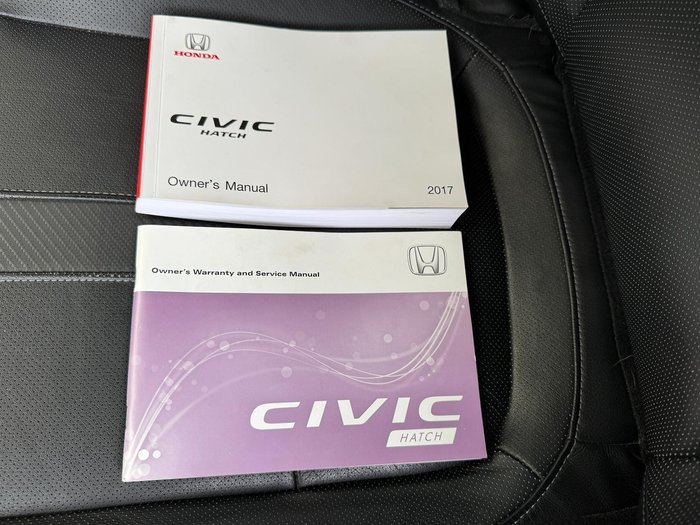 HONDA
CIVIC
HATCH
Owner's Manual
2017
Owner's Warranty and Service Manual
CIVIC
HATCH